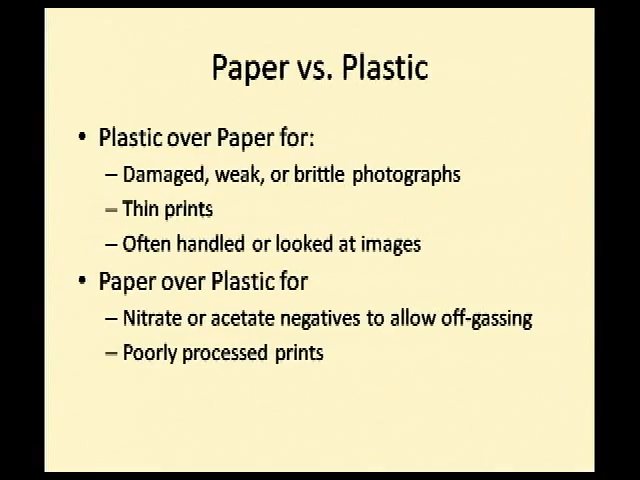 Paper vs. Plastic
• Plastic over Paper for:
– Damaged, weak, or brittle photographs
– Thin prints
– Often handled or looked at images
• Paper over Plastic for
– Nitrate or acetate negatives to allow off-gassing
– Poorly processed prints